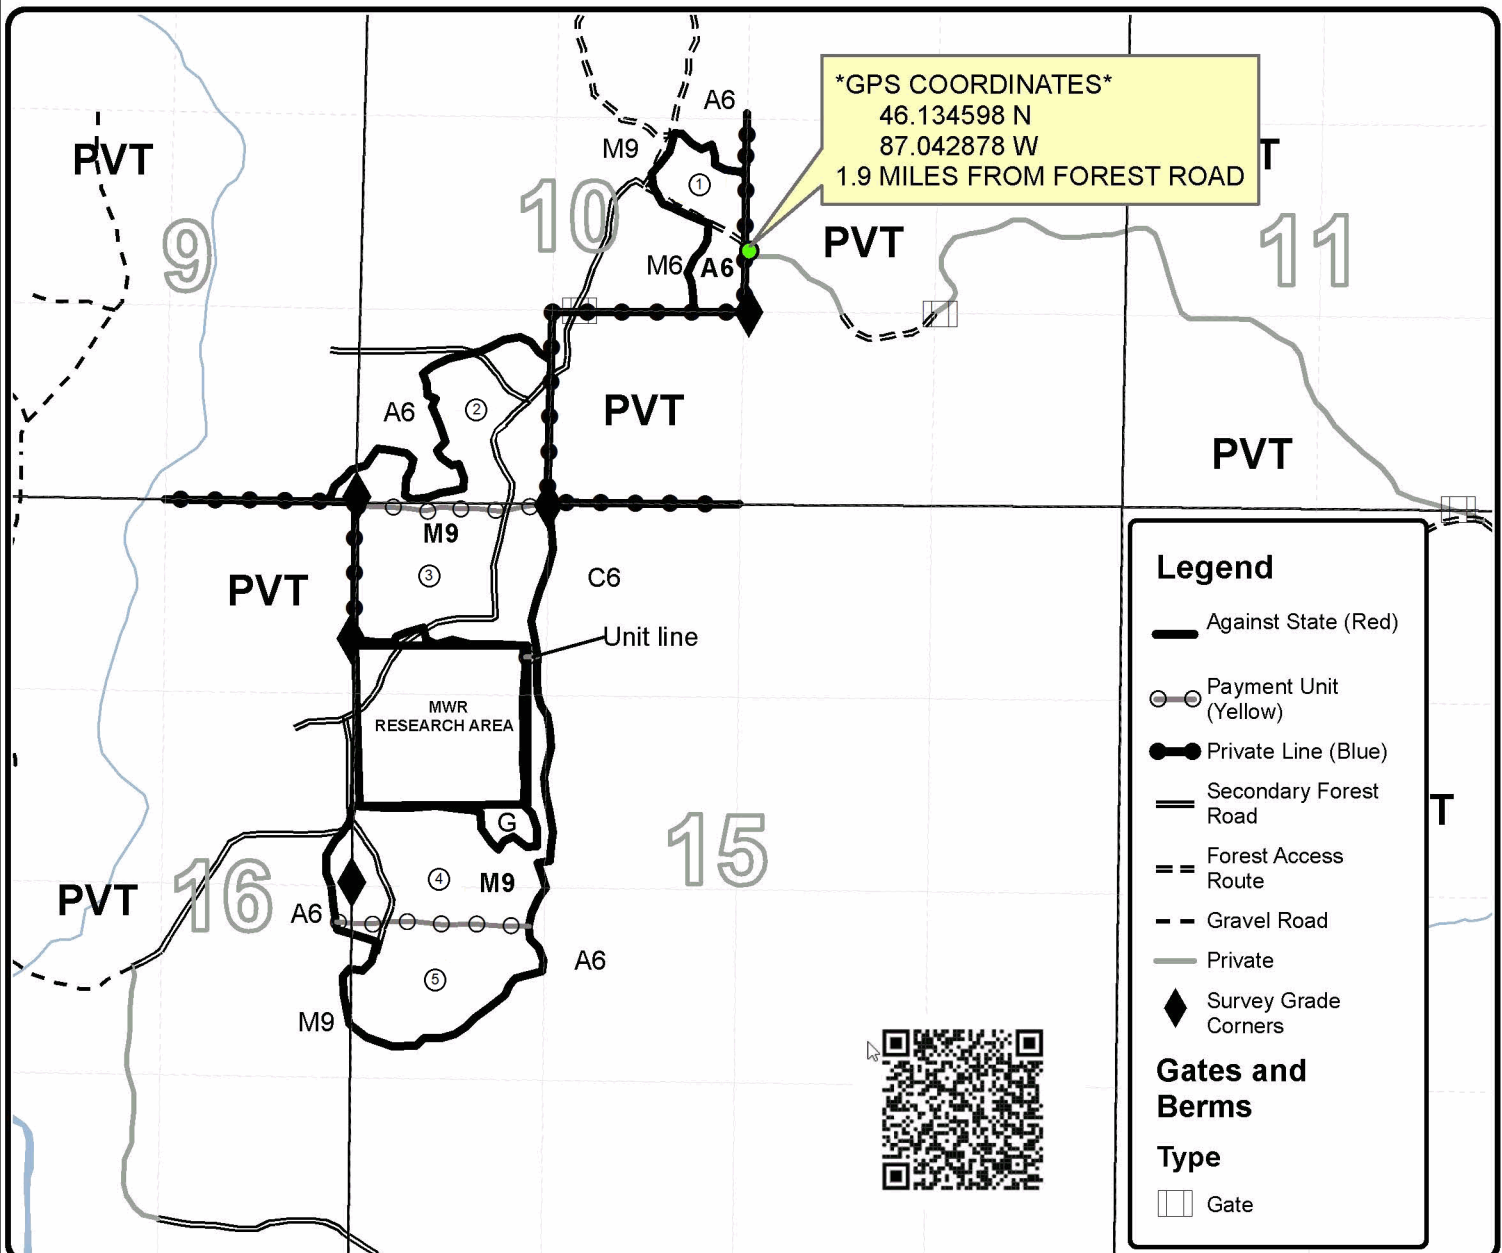 *GPS COORDINATES*
46.134598 N
87.042878 W
1.9 MILES FROM FOREST ROAD
A6
M9
PVT
T
1
10
9
11
PVT
M6
A6
A6
2
PVT
PVT
M9
3
PVT
C6
Unit line
MWR
RESEARCH AREA
G
15
T
4
M9
PVT
16
A6
A6
5
M9
Legend
Against State (Red)
Payment Unit
(Yellow)
Private Line (Blue)
Secondary Forest
Road
Forest Access
Route
Gravel Road
Private
Survey Grade
Corners
Gates and
Berms
Type
Gate